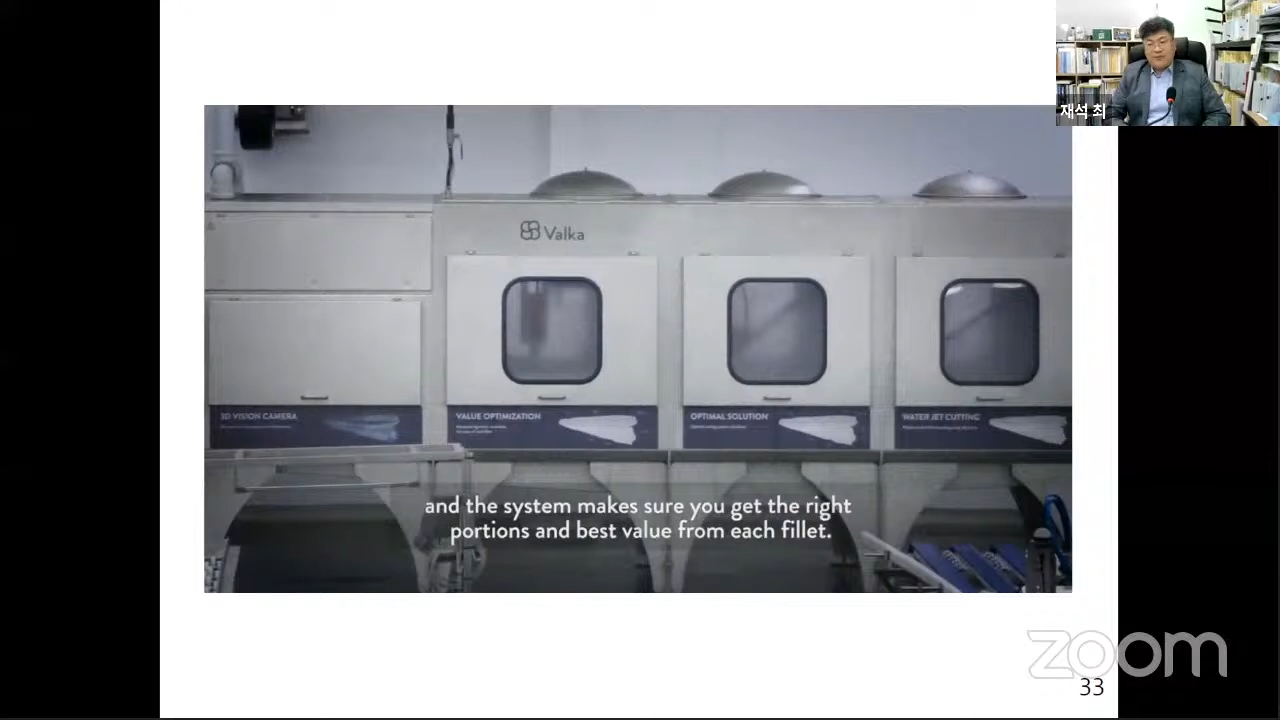 재석 최
Valka
3D VISION CAMERA
VALUE OPTIMIZATION
OPTIMAL SOLUTION
WATER JET CUTTING
and the system makes sure you get the right
portions and best value from each fillet.
zoom
33